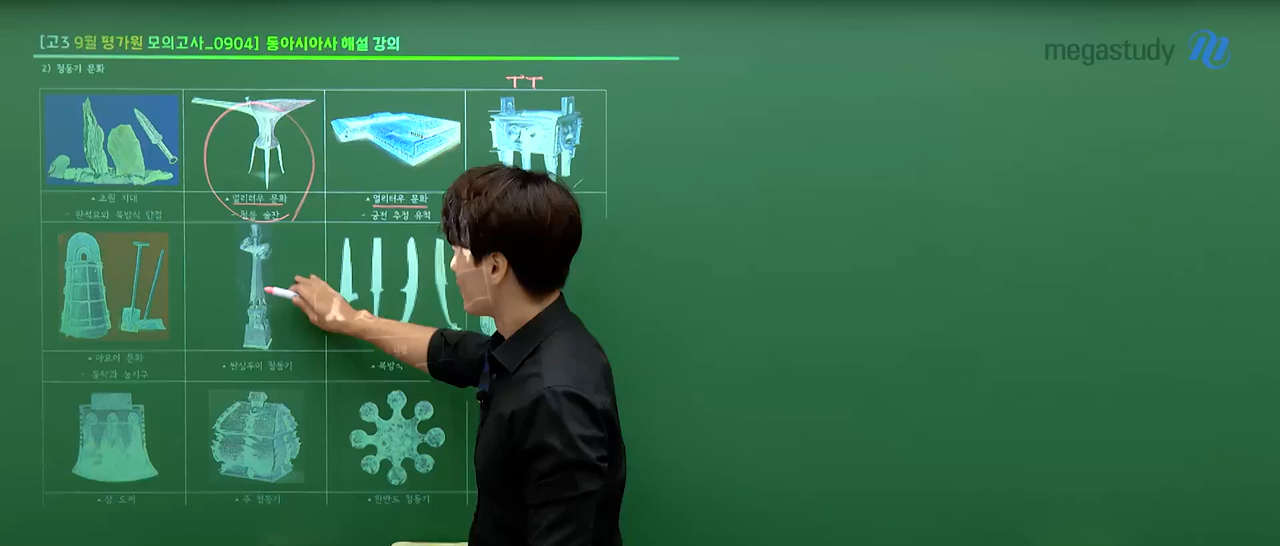 [고3 9월 평가원 모의고사_0904] 동아시아사 해설 강의
megastudy
2) 청동기 문화
TT
▲ 초원 지대
- 판석묘와 북방식 단검
▲ 얼리터우 문화
- 청동 술잔
▲ 얼리터우 문화
- 궁전 추정 유적
▲ 야요이 문화
- 동탁과 농기구
▲ 싼싱두이 청동기
▲ 북방식
▲ 주 청동기
▲ 한반도 청동기